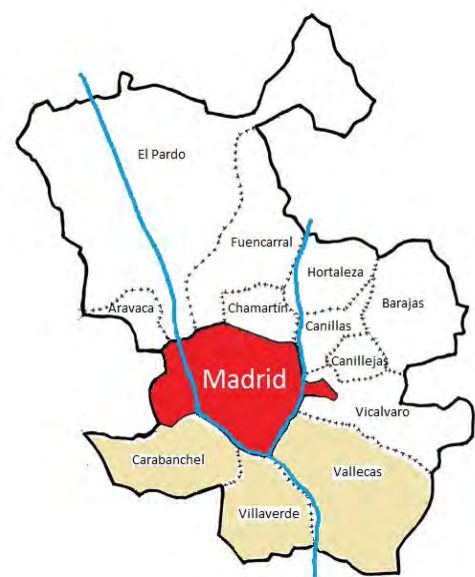 El Pardo
Fuencarral
Hortaleza
Aravaca
Chamartín
Barajas
Canillas
Canillejas
Madrid
Vicalvaro
Carabanchel
Vallecas
Villaverde